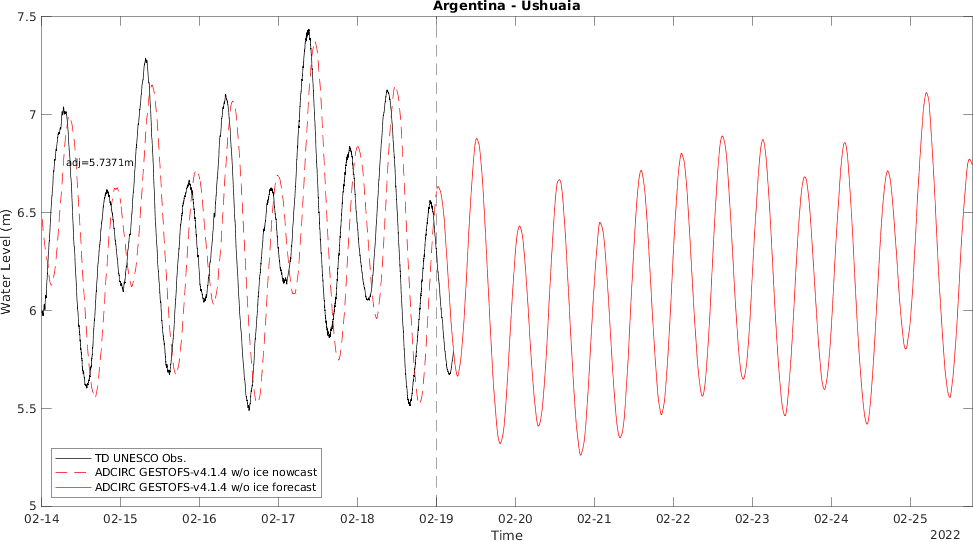 Argentina - Ushuaia
7.5
7
6.5
6
5.5
5
Water Level (m)
adj=5.7371m
TD UNESCO Obs.
ADCIRC GESTOFS-v4.1.4 w/o ice nowcast
ADCIRC GESTOFS-v4.1.4 w/o ice forecast
02-14 02-15 02-16 02-17 02-18 02-19 02-20 02-21 02-22 02-23 02-24 02-25
Time
2022